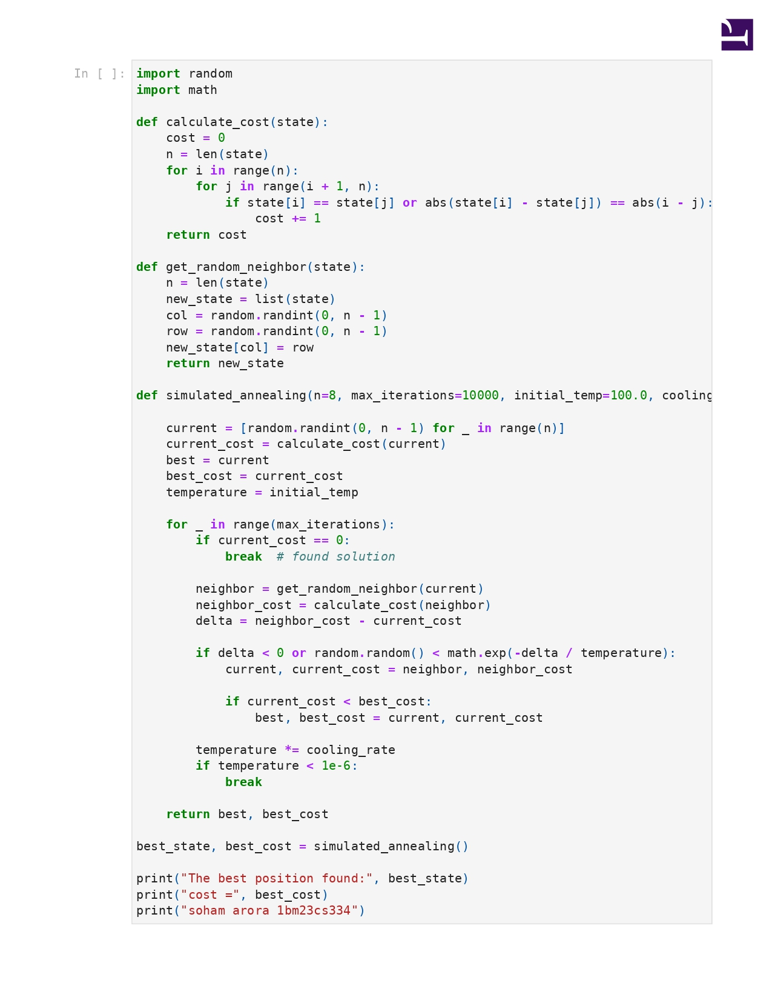 In [ ]:
import random
import math

def calculate_cost(state):
    cost = 0
    n = len(state)
    for i in range(n):
        for j in range(i + 1, n):
            if state[i] == state[j] or abs(state[i] - state[j]) == abs(i - j):
                cost += 1
    return cost

def get_random_neighbor(state):
    n = len(state)
    new_state = list(state)
    col = random.randint(0, n - 1)
    row = random.randint(0, n - 1)
    new_state[col] = row
    return new_state

def simulated_annealing(n=8, max_iterations=10000, initial_temp=100.0, cooling

    current = [random.randint(0, n - 1) for _ in range(n)]
    current_cost = calculate_cost(current)
    best = current
    best_cost = current_cost
    temperature = initial_temp

    for _ in range(max_iterations):
        if current_cost == 0:
            break  # found solution

        neighbor = get_random_neighbor(current)
        neighbor_cost = calculate_cost(neighbor)
        delta = neighbor_cost - current_cost

        if delta < 0 or random.random() < math.exp(-delta / temperature):
            current, current_cost = neighbor, neighbor_cost

            if current_cost < best_cost:
                best, best_cost = current, current_cost

        temperature *= cooling_rate
        if temperature < 1e-6:
            break

    return best, best_cost

best_state, best_cost = simulated_annealing()

print("The best position found:", best_state)
print("cost =", best_cost)
print("soham arora 1bm23cs334")